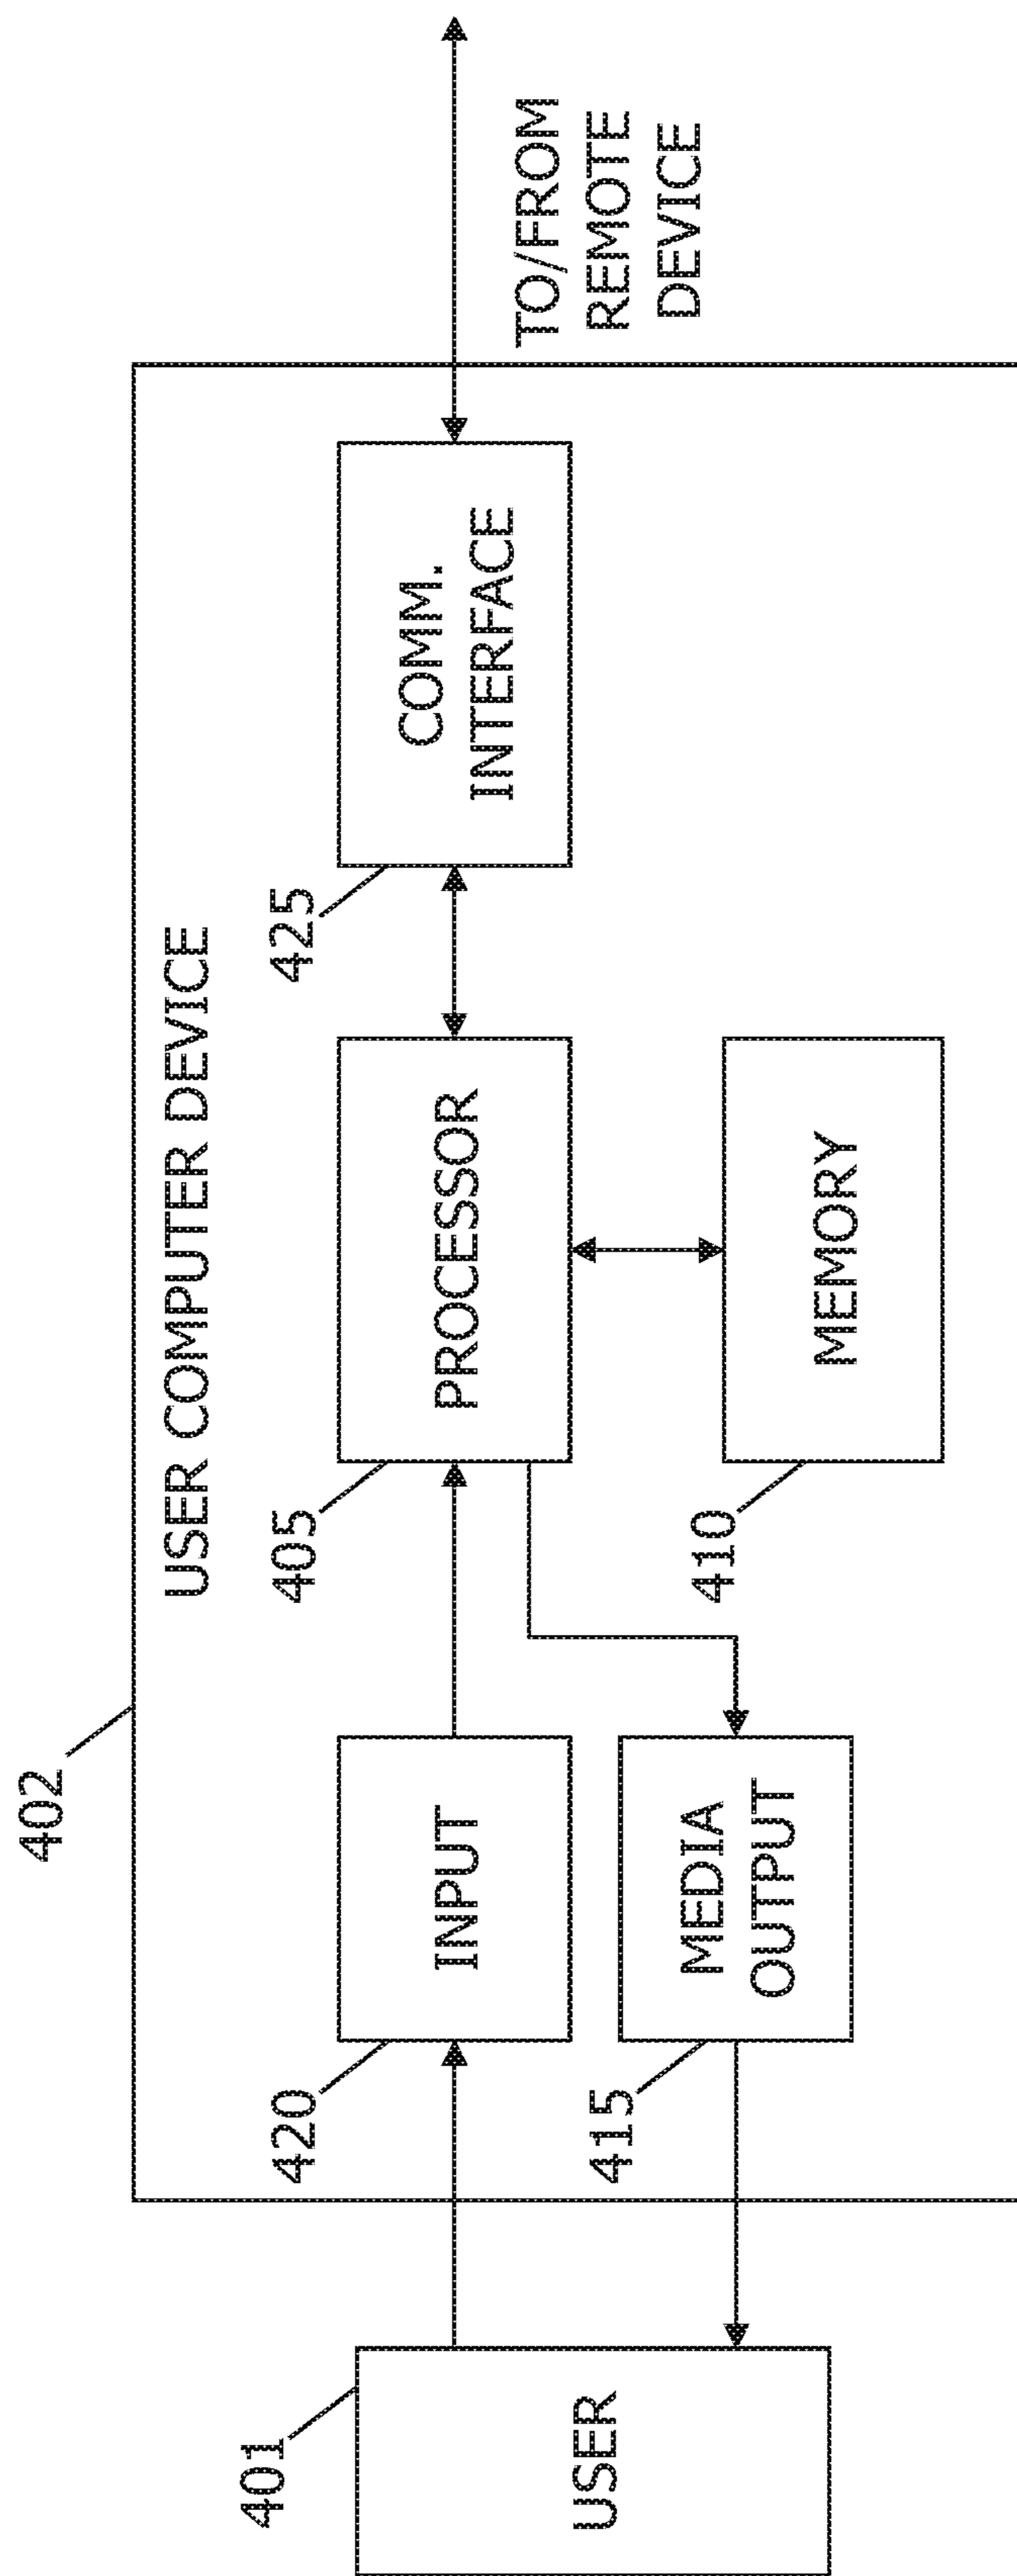 402
USER COMPUTER DEVICE
401
420
405
425
USER
INPUT
PROCESSOR
COMM.
INTERFACE
TO/FROM
REMOTE
DEVICE
415
410
MEDIA
OUTPUT
MEMORY